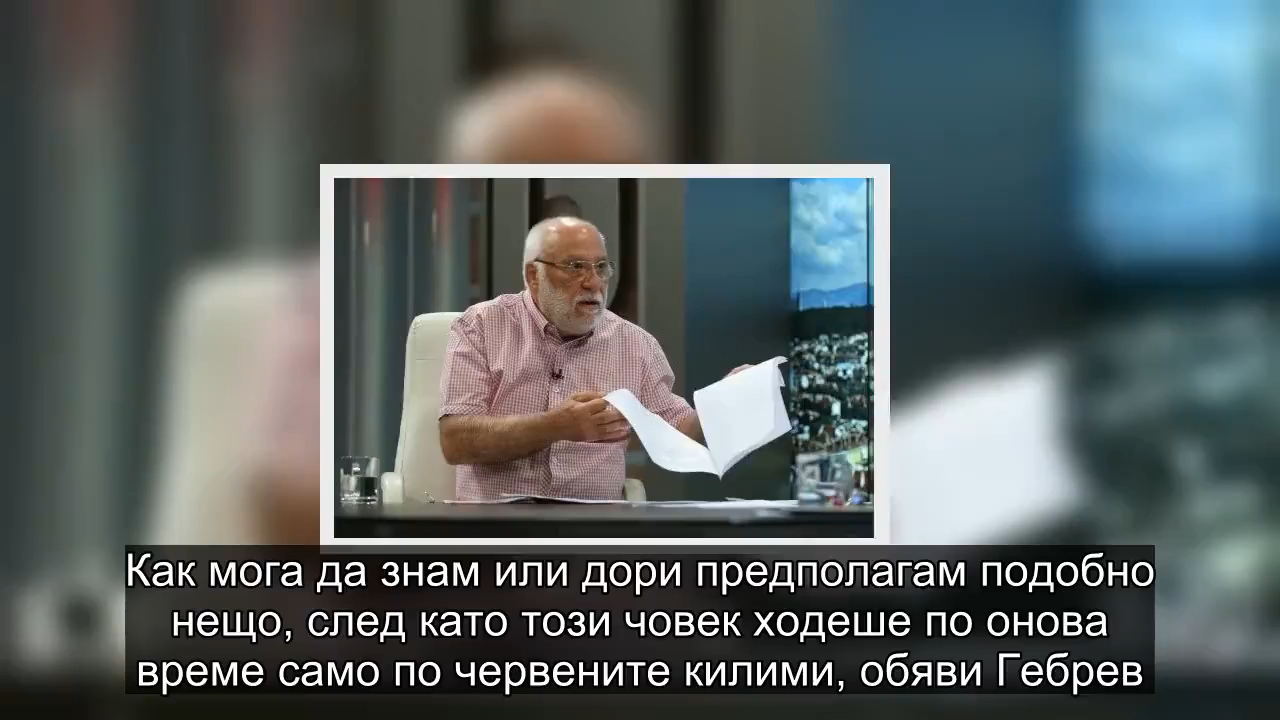 Как мога да знам или дори предполагам подобно
нещо, след като този човек ходеше по онова
време само по червените килими, обяви Гебрев